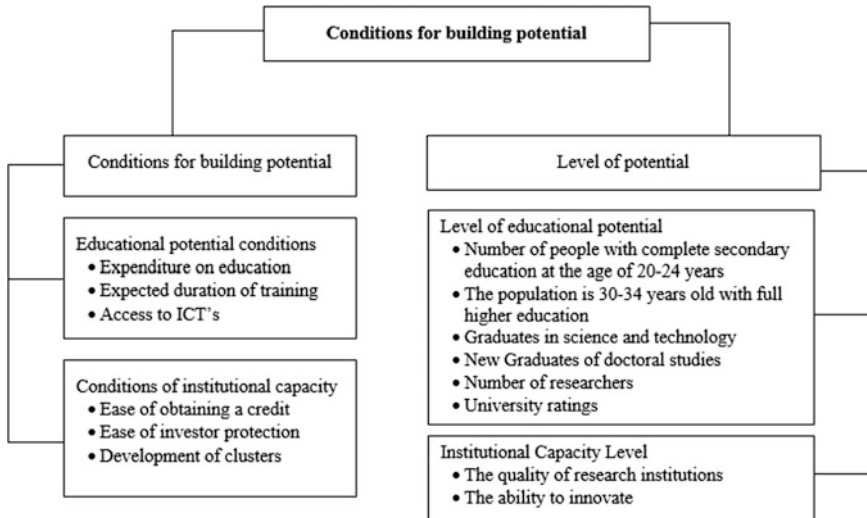 Conditions for building potential
Conditions for building potential
Educational potential conditions
• Expenditure on education
• Expected duration of training
• Access to ICT's
Conditions of institutional capacity
• Ease of obtaining a credit
• Ease of investor protection
• Development of clusters
Level of potential
Level of educational potential
• Number of people with complete secondary
education at the age of 20-24 years
• The population is 30-34 years old with full
higher education
• Graduates in science and technology
• New Graduates of doctoral studies
• Number of researchers
• University ratings
Institutional Capacity Level
• The quality of research institutions
• The ability to innovate